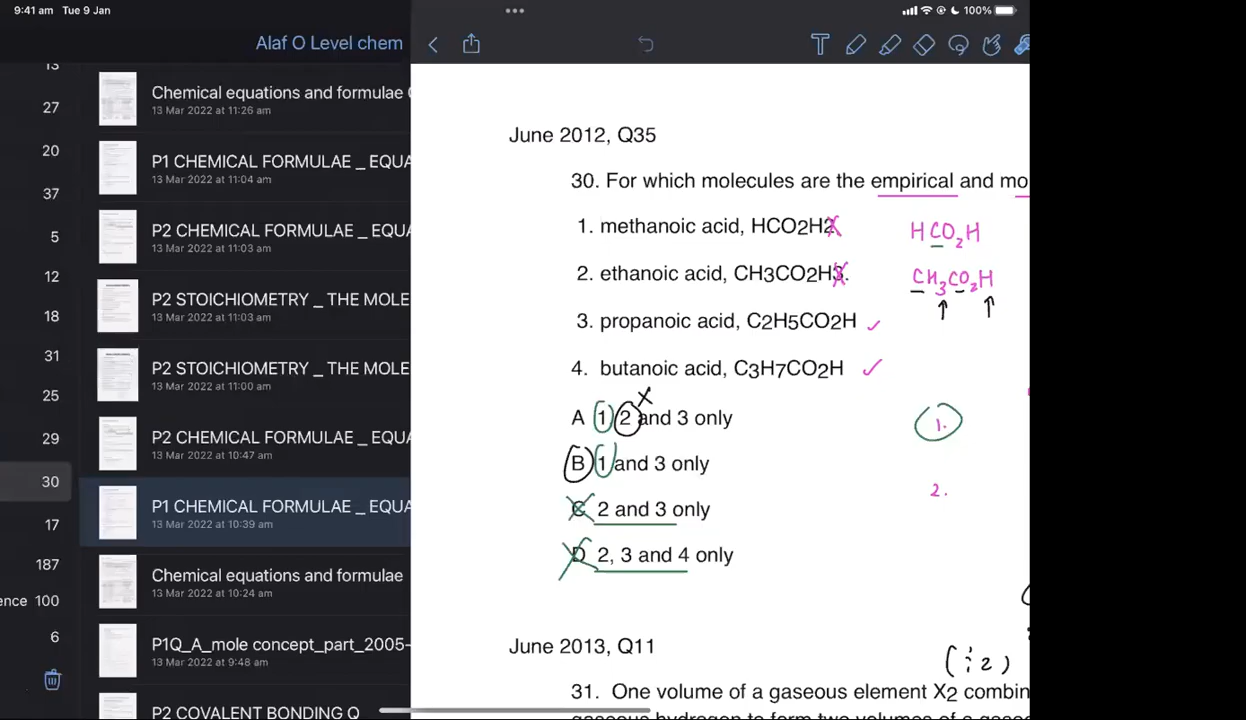 9:41 am Tue 9 Jan
100%
Alaf O Level chem
13
27
20
37
5
12
18
31
25
29
30
17
187
ence 100
6
Chemical equations and formulae
13 Mar 2022 at 11:26 am
P1 CHEMICAL FORMULAE _ EQUA
13 Mar 2022 at 11:04 am
P2 CHEMICAL FORMULAE _ EQUA
13 Mar 2022 at 11:03 am
P2 STOICHIOMETRY _ THE MOLE
13 Mar 2022 at 11:03 am
P2 STOICHIOMETRY _ THE MOLE
13 Mar 2022 at 11:00 am
P2 CHEMICAL FORMULAE _ EQUA
13 Mar 2022 at 10:47 am
P1 CHEMICAL FORMULAE _ EQUA
13 Mar 2022 at 10:39 am
Chemical equations and formulae
13 Mar 2022 at 10:24 am
P1Q_A_mole concept_part_2005-
13 Mar 2022 at 9:48 am
P2 COVALENT BONDING Q
June 2012, Q35
30. For which molecules are the empirical and mo
1. methanoic acid, HCO2H2
HCO₂H
2. ethanoic acid, CH3CO2H3.
CH₃CO₂H
3. propanoic acid, C2H5CO2H
4. butanoic acid, C3H7CO2H
A 1 2 and 3 only
1.
B 1 and 3 only
2.
C 2 and 3 only
D 2, 3 and 4 only
June 2013, Q11
(÷2)
31. One volume of a gaseous element X2 combin
gaseous hydrogen to form two volumes of a gase